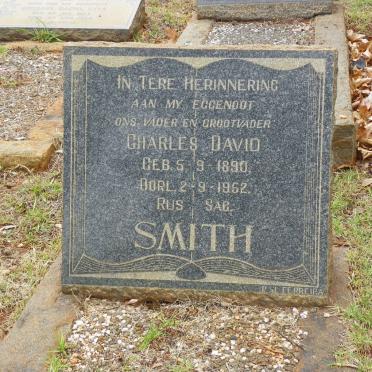 In Tere Herinnering
aan my eggenoot
ons vader en grootvader
Charles David
Geb. 5-9-1890.
Oorl. 2-9-1962.
Rus Sag.
SMITH